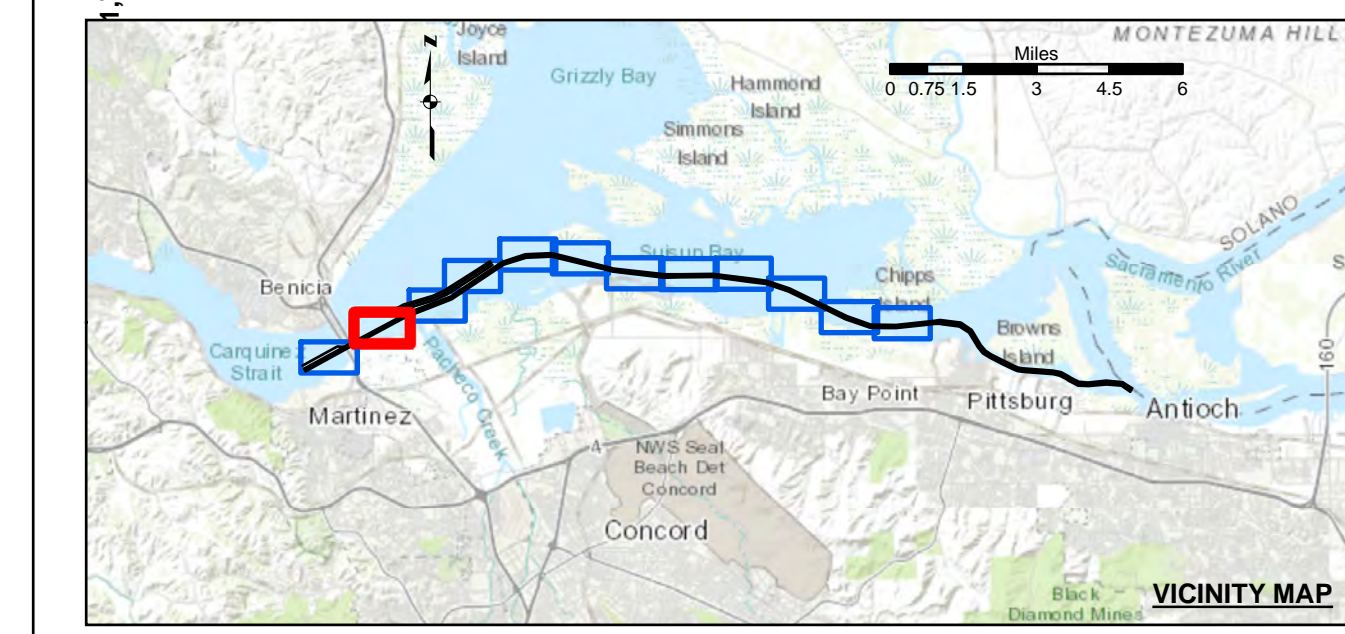 Joyce
Island
MONTEZUMA HILL
N
Miles
0 0.75 1.5 3 4.5 6
Grizzly Bay
Hammond
Island
Simmons
Island
SOLANO
Sacramento River
Suisun Bay
Chipps
Island
Benicia
Browns
Island
Carquinez
Strait
Pacheco Creek
160
Martinez
Bay Point
Pittsburg
Antioch
4
NWS Seal
Beach Det
Concord
Concord
Black
Diamond Mines
VICINITY MAP